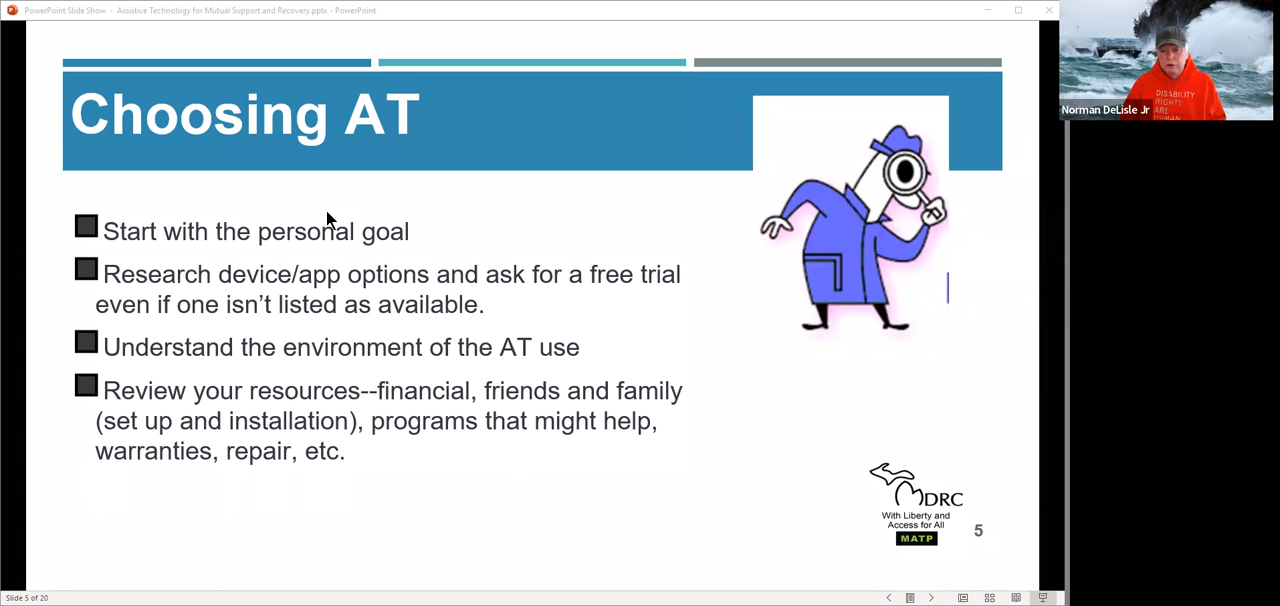 PowerPoint Slide Show - Assistive Technology for Mutual Support and Recovery.pptx - PowerPoint
Norman DeLisle Jr
DISABILITY
RIGHTS
ARE
HUMAN
Choosing AT
Start with the personal goal
Research device/app options and ask for a free trial
even if one isn’t listed as available.
Understand the environment of the AT use
Review your resources--financial, friends and family
(set up and installation), programs that might help,
warranties, repair, etc.
MDRC
With Liberty and
Access for All
MATP
5
Slide 5 of 20